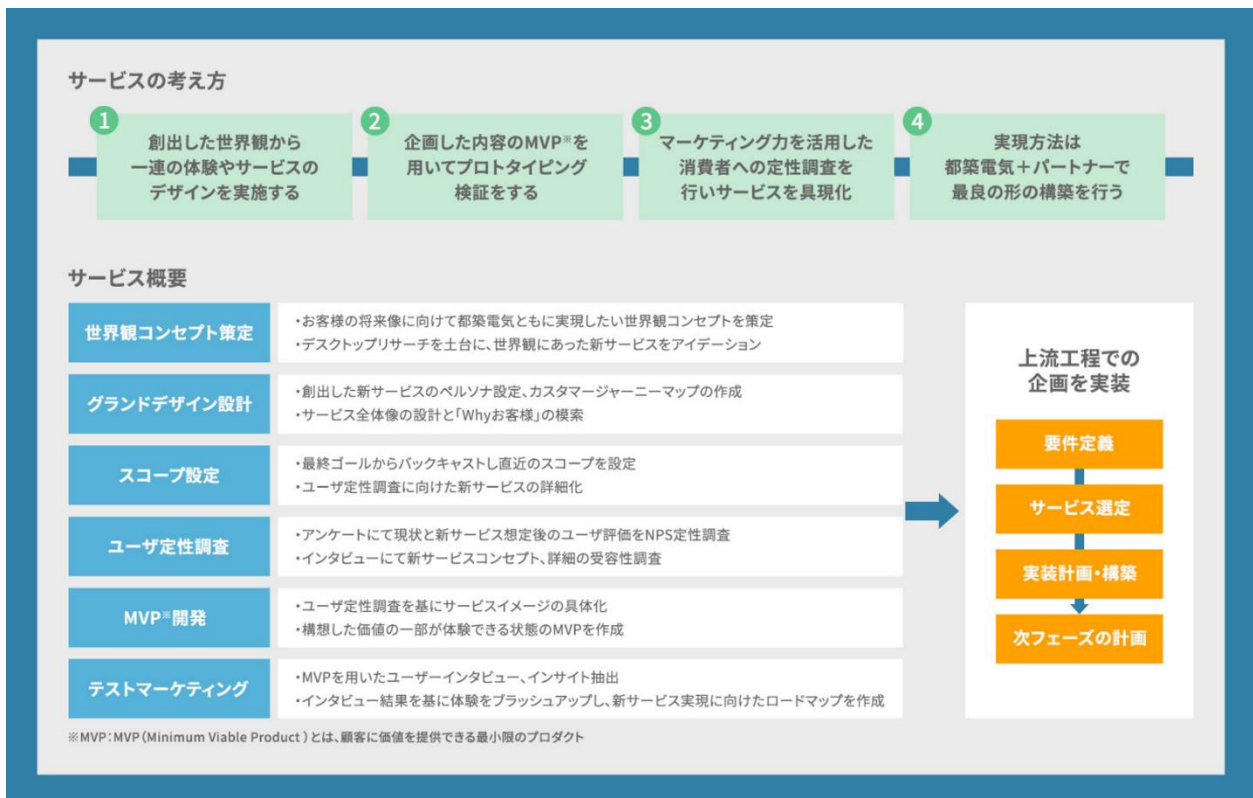 サービスの考え方
1
創出した世界観から
一連の体験やサービスの
デザインを実施する
2
企画した内容のMVP※を
用いてプロトタイピング
検証をする
3
マーケティング力を活用した
消費者への定性調査を
行いサービスを具現化
4
実現方法は
都築電気＋パートナーで
最良の形の構築を行う
サービス概要
世界観コンセプト策定
・お客様の将来像に向けて都築電気ともに実現したい世界観コンセプトを策定
・デスクトップリサーチを土台に、世界観にあった新サービスをアイデーション
グランドデザイン設計
・創出した新サービスのペルソナ設定、カスタマージャーニーマップの作成
・サービス全体像の設計と「Whyお客様」の模索
スコープ設定
・最終ゴールからバックキャストし直近のスコープを設定
・ユーザ定性調査に向けた新サービスの詳細化
ユーザ定性調査
・アンケートにて現状と新サービス想定後のユーザ評価をNPS定性調査
・インタビューにて新サービスコンセプト、詳細の受容性調査
MVP※開発
・ユーザ定性調査を基にサービスイメージの具体化
・構想した価値の一部が体験できる状態のMVPを作成
テストマーケティング
・MVPを用いたユーザーインタビュー、インサイト抽出
・インタビュー結果を基に体験をブラッシュアップし、新サービス実現に向けたロードマップを作成
上流工程での
企画を実装
要件定義
サービス選定
実装計画・構築
次フェーズの計画
※MVP：MVP（Minimum Viable Product）とは、顧客に価値を提供できる最小限のプロダクト